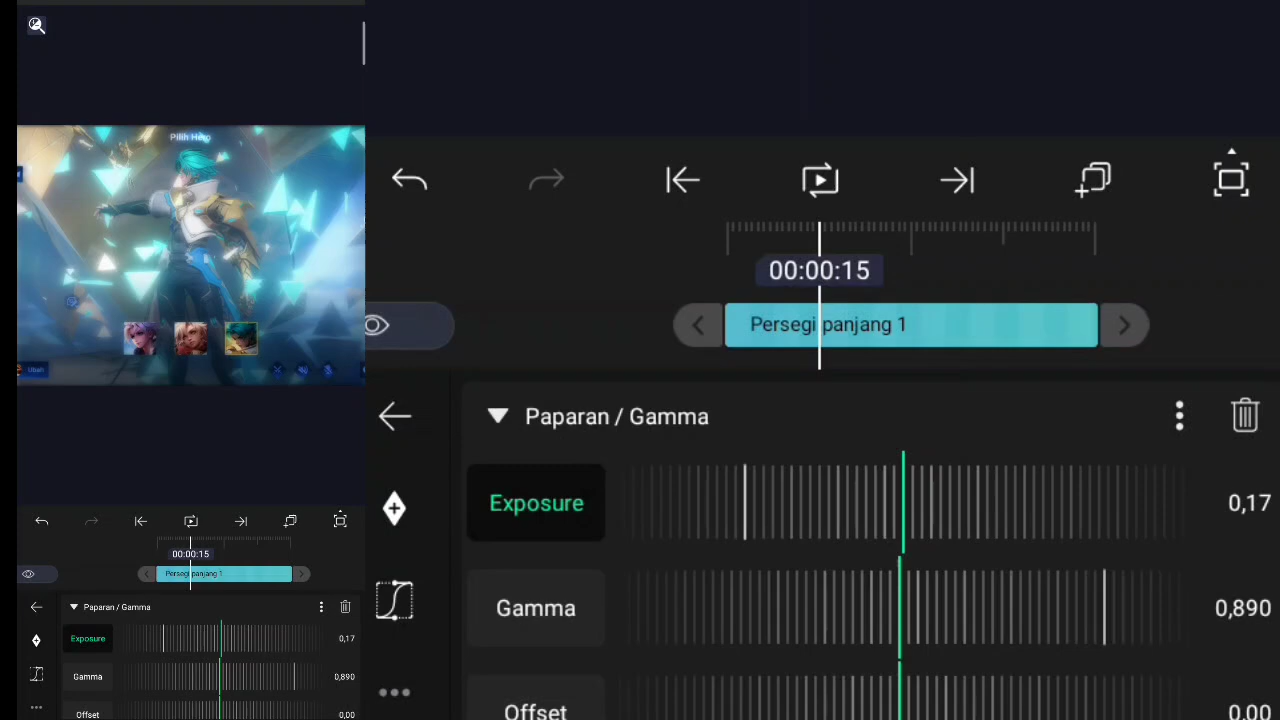 Pilih Hero
Ubah
00:00:15
Persegi panjang 1
Paparan / Gamma
Exposure
0,17
Gamma
0,890
Offset
0,00
00:00:15
Persegi panjang 1
Paparan / Gamma
Exposure
0,17
Gamma
0,890
Offset
0,00